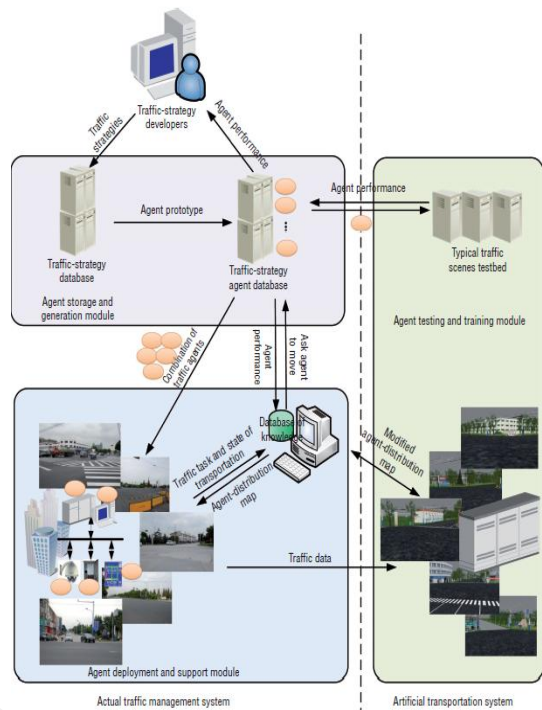 Traffic-strategy
developers
Traffic
strategies
Agent performance
Agent prototype
Agent performance
Traffic-strategy
database
Traffic-strategy
agent database
Typical traffic
scenes testbed
Agent storage and
generation module
Agent testing and training module
Combination of
traffic agents
Agent
performance
Ask agent
to move
Database of
knowledge
Traffic task and state of
transportation
Agent-distribution
map
Modified
agent-distribution
map
Traffic data
Agent deployment and support module
Actual traffic management system
Artificial transportation system